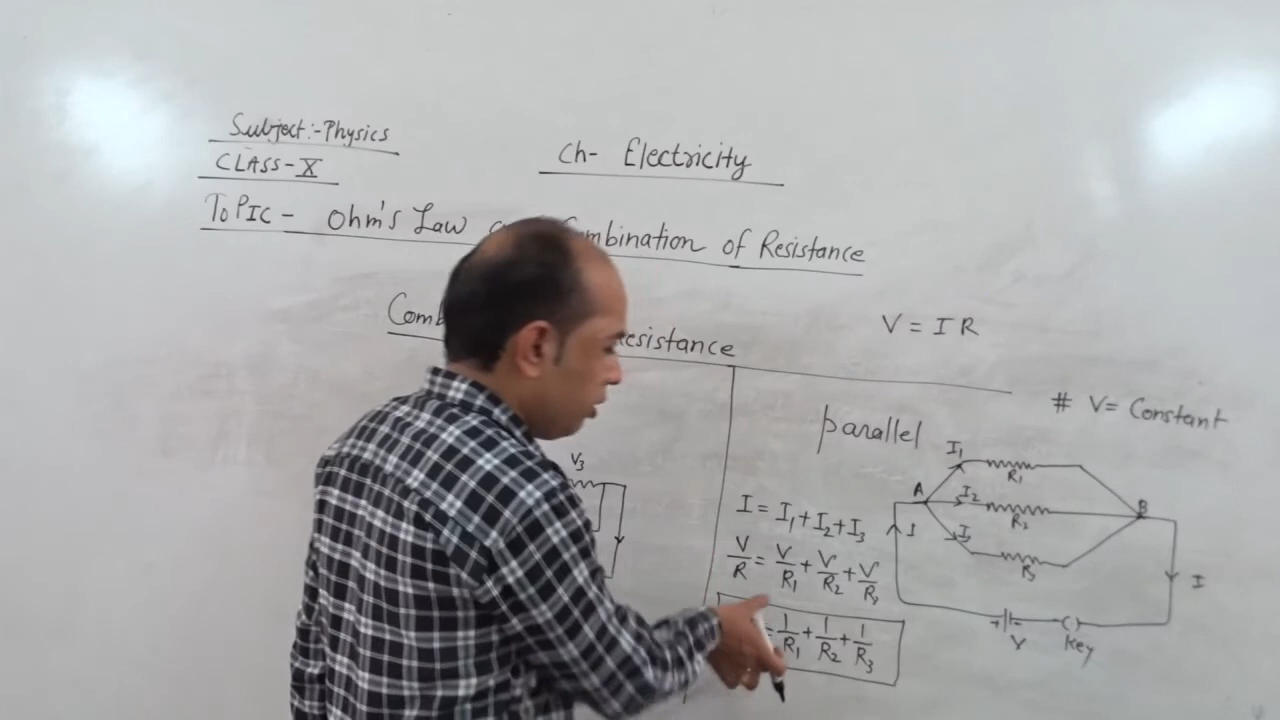 Subject:-Physics
CLASS-X
Ch- Electricity
TOPIC - Ohm's Law Combination of Resistance
Resistance
V = I R
# V = Constant
parallel
V3
I = I1 + I2 + I3
V/R = V/R1 + V/R2 + V/R3
= 1/R1 + 1/R2 + 1/R3
I1
R1
A
I2
R2
B
I
I3
R3
I
V
Key